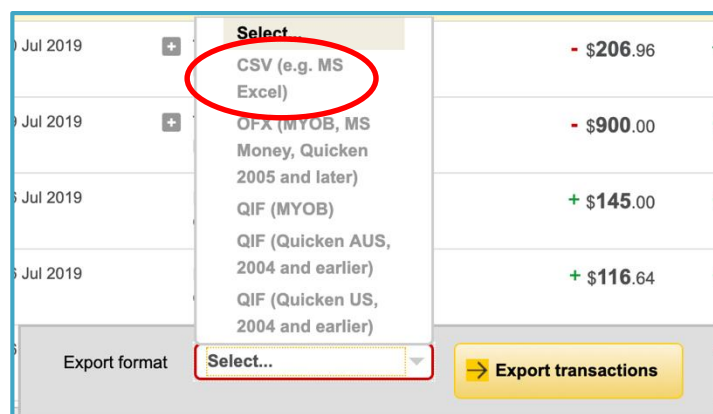 Select...
Jul 2019
- $206.96
CSV (e.g. MS
Excel)
Jul 2019
- $900.00
OFX (MYOB, MS
Money, Quicken
2005 and later)
Jul 2019
+ $145.00
QIF (MYOB)
QIF (Quicken AUS,
2004 and earlier)
Jul 2019
+ $116.64
QIF (Quicken US,
2004 and earlier)
Export format
Select...
Export transactions